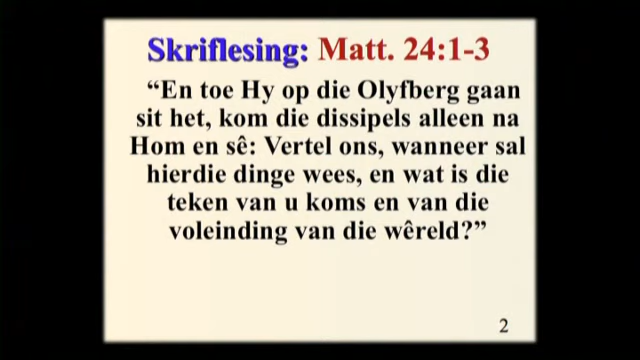 Skriflesing: Matt. 24:1-3
“En toe Hy op die Olyfberg gaan
sit het, kom die dissipels alleen na
Hom en sê: Vertel ons, wanneer sal
hierdie dinge wees, en wat is die
teken van u koms en van die
voleinding van die wêreld?”
2